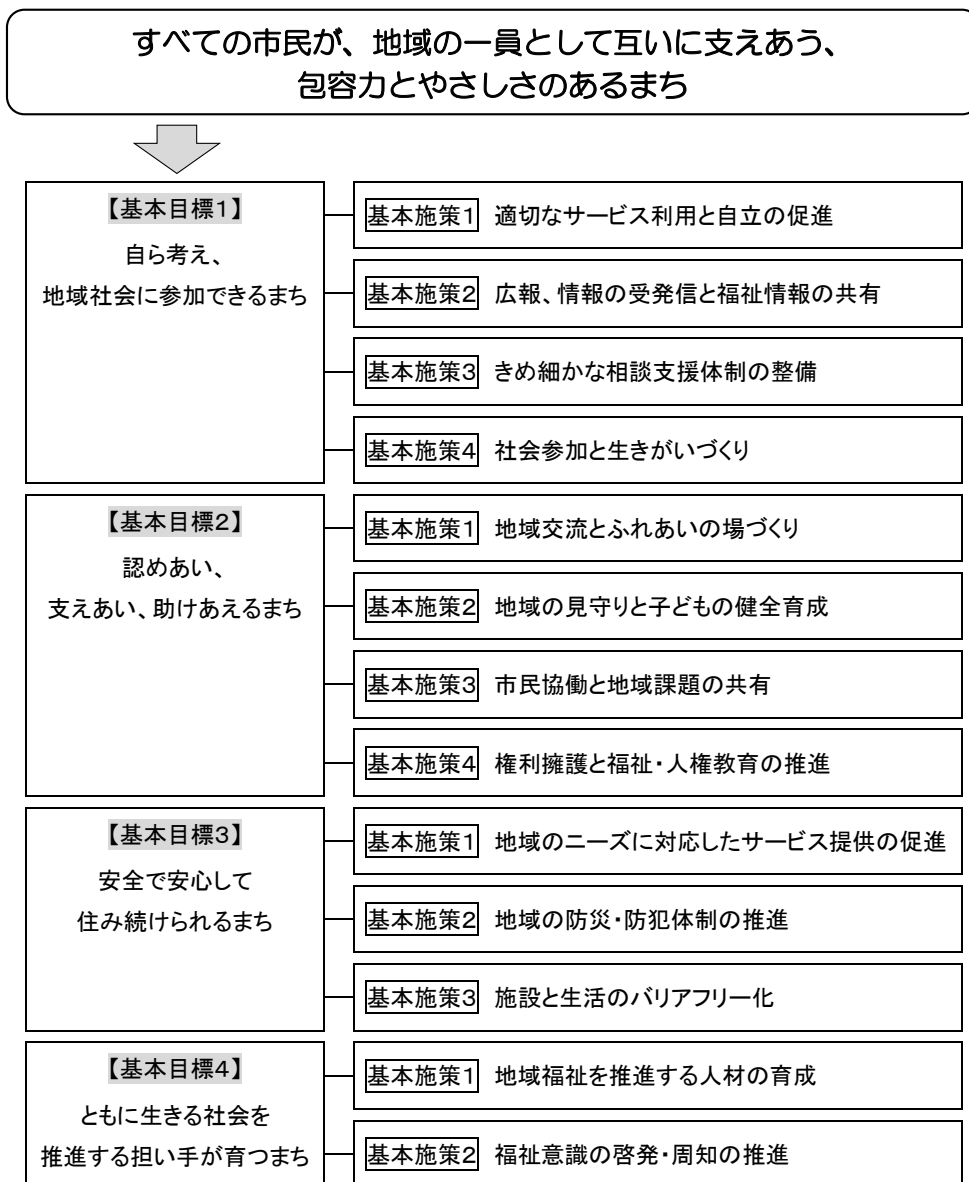 すべての市民が、地域の一員として互いに支えあう、
包容力とやさしさのあるまち
【基本目標1】
自ら考え、
地域社会に参加できるまち
基本施策1 適切なサービス利用と自立の促進
基本施策2 広報、情報の受発信と福祉情報の共有
基本施策3 きめ細かな相談支援体制の整備
基本施策4 社会参加と生きがいづくり
【基本目標2】
認めあい、
支えあい、助けあえるまち
基本施策1 地域交流とふれあいの場づくり
基本施策2 地域の見守りと子どもの健全育成
基本施策3 市民協働と地域課題の共有
基本施策4 権利擁護と福祉・人権教育の推進
【基本目標3】
安全で安心して
住み続けられるまち
基本施策1 地域のニーズに対応したサービス提供の促進
基本施策2 地域の防災・防犯体制の推進
基本施策3 施設と生活のバリアフリー化
【基本目標4】
ともに生きる社会を
推進する担い手が育つまち
基本施策1 地域福祉を推進する人材の育成
基本施策2 福祉意識の啓発・周知の推進